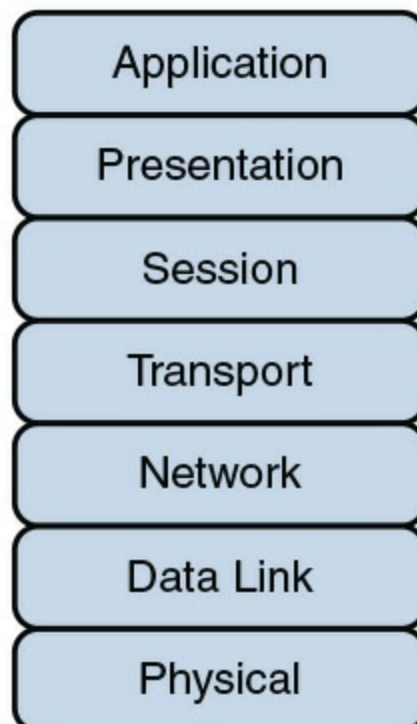 Application
Presentation
Session
Transport
Network
Data Link
Physical